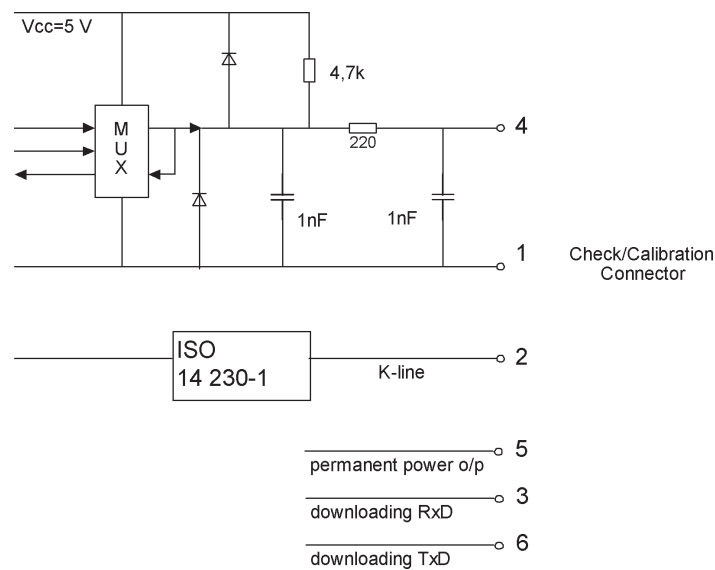 Vcc=5 V
4,7k
M
U
X
220
4
1nF
1nF
1
Check/Calibration
Connector
ISO
14 230-1
K-line
2
5
permanent power o/p
3
downloading RxD
6
downloading TxD